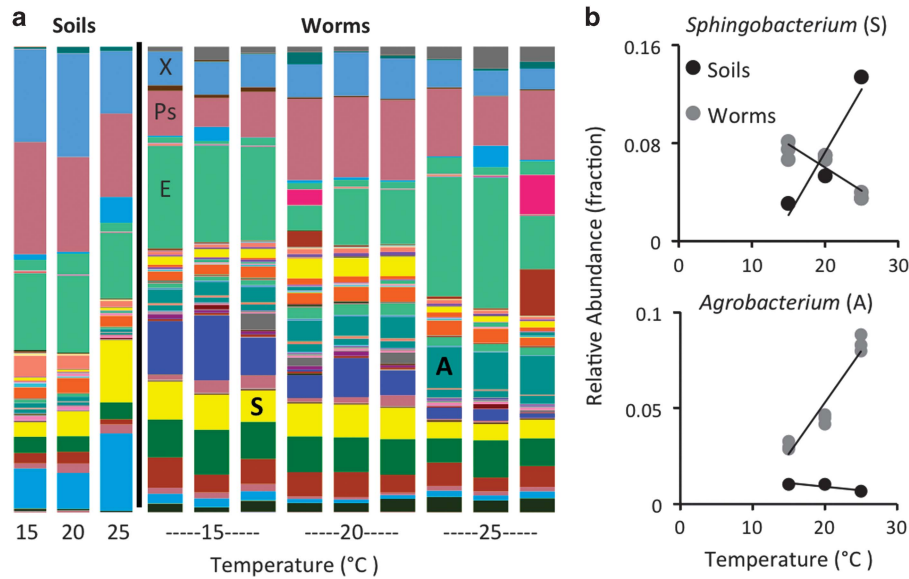 a
Soils
Worms
X
Ps
E
A
S
15 20 25 -----15----- -----20----- -----25-----
Temperature (°C)
b
Sphingobacterium (S)
0.16
Soils
Worms
0.08
0
0 10 20 30
Relative Abundance (fraction)
Agrobacterium (A)
0.1
0.05
0
0 10 20 30
Temperature (°C)